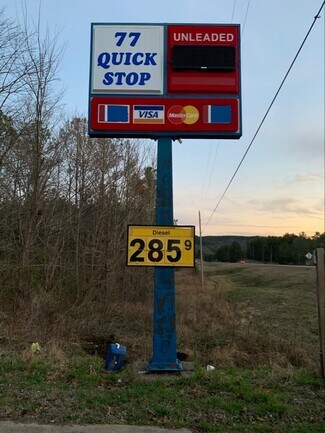 77
QUICK
STOP
UNLEADED
VISA
MasterCard
Diesel
285 9